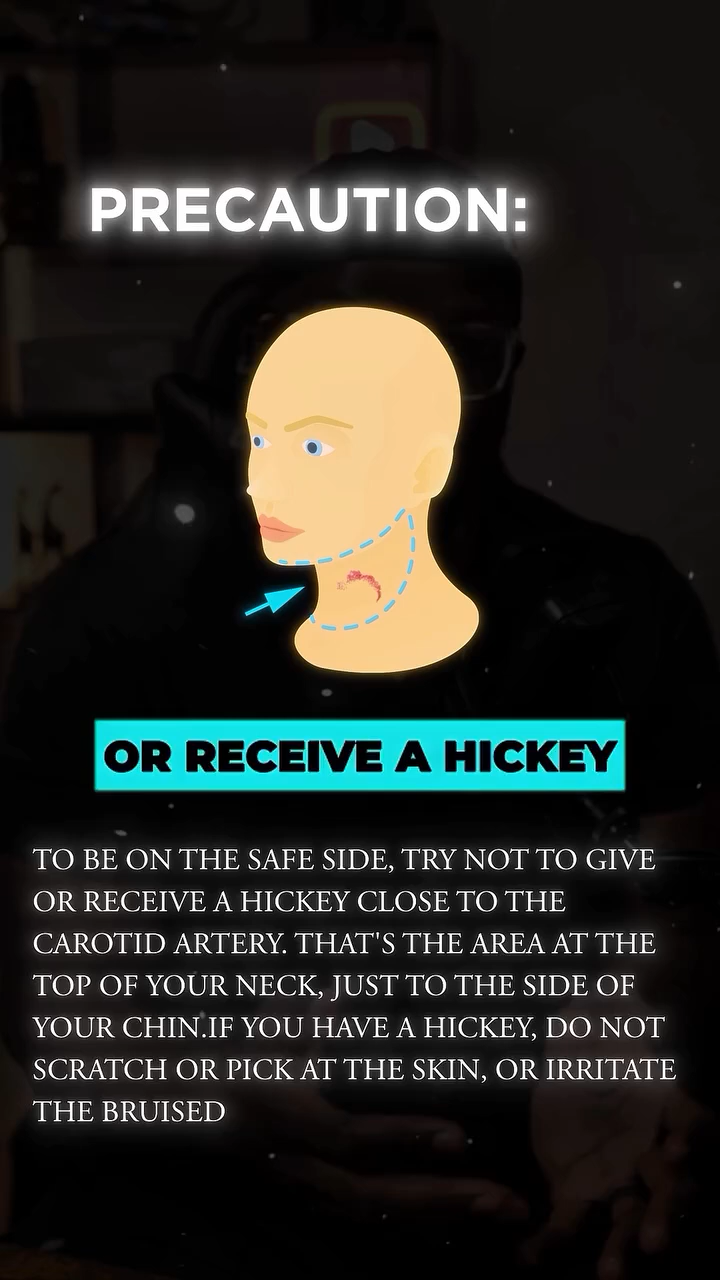 PRECAUTION:
OR RECEIVE A HICKEY
TO BE ON THE SAFE SIDE, TRY NOT TO GIVE
OR RECEIVE A HICKEY CLOSE TO THE
CAROTID ARTERY. THAT'S THE AREA AT THE
TOP OF YOUR NECK, JUST TO THE SIDE OF
YOUR CHIN.IF YOU HAVE A HICKEY, DO NOT
SCRATCH OR PICK AT THE SKIN, OR IRRITATE
THE BRUISED